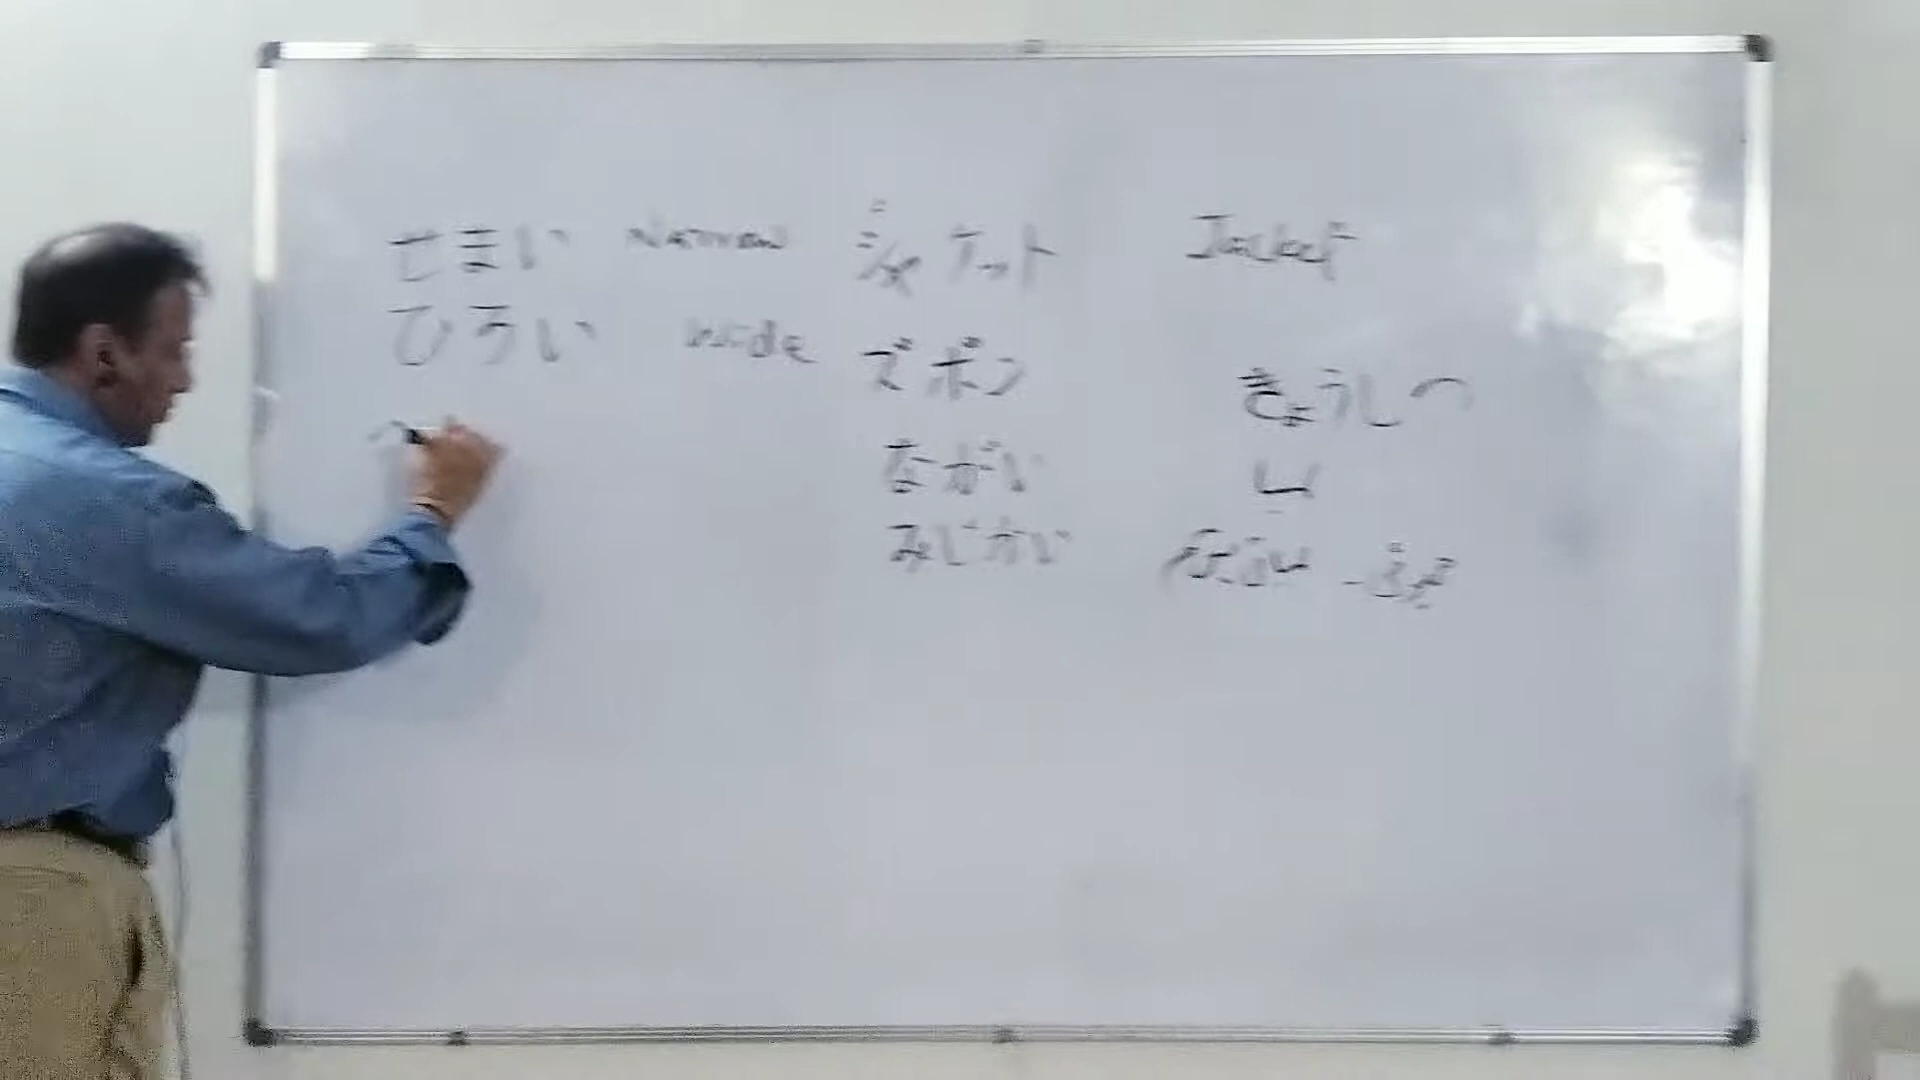 せまい Narrow ジャケット Jacket
ひろい wide ズボン
きょうしつ
ながい
みじかい